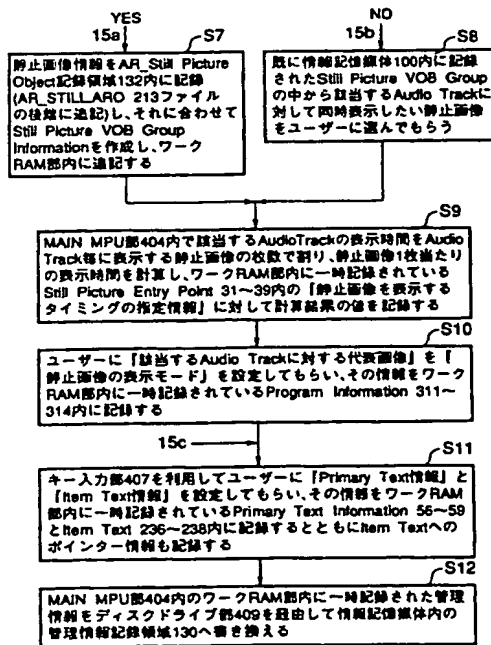 YES
NO
15a
S7
15b
S8
静止画像情報をAR_Still Picture
Object記録領域132内に記録
(AR_STILL.ARO 213ファイル
の後端に追記)し、それに合わせて
Still Picture VOB Group
Informationを作成し、ワーク
RAM部内に追記する
既に情報記憶媒体100内に記録
されたStill Picture VOB Group
の中から該当するAudio Trackに
対して同時表示したい静止画像
をユーザーに選んでもらう
S9
MAIN MPU部404内で該当するAudioTrackの表示時間をAudio
Track毎に表示する静止画像の枚数で割り、静止画像1枚当たり
の表示時間を計算し、ワークRAM部内に一時記録されている
Still Picture Entry Point 31〜39内の『静止画像を表示する
タイミングの指定情報』に対して計算結果の値を記録する
S10
ユーザーに『該当するAudio Trackに対する代表画像』を『
静止画像の表示モード』を設定してもらい、その情報をワーク
RAM部内に一時記録されているProgram Information 311〜
314内に記録する
15c
S11
キー入力部407を利用してユーザーに『Primary Text情報』と
『Item Text情報』を設定してもらい、その情報をワークRAM
部内に一時記録されているPrimary Text Information 56〜59
とItem Text 236〜238内に記録するとともにItem Textへの
ポインター情報も記録する
S12
MAIN MPU部404内のワークRAM部内に一時記録された管理
情報をディスクドライブ部409を経由して情報記憶媒体内の
管理情報記録領域130へ書き換える